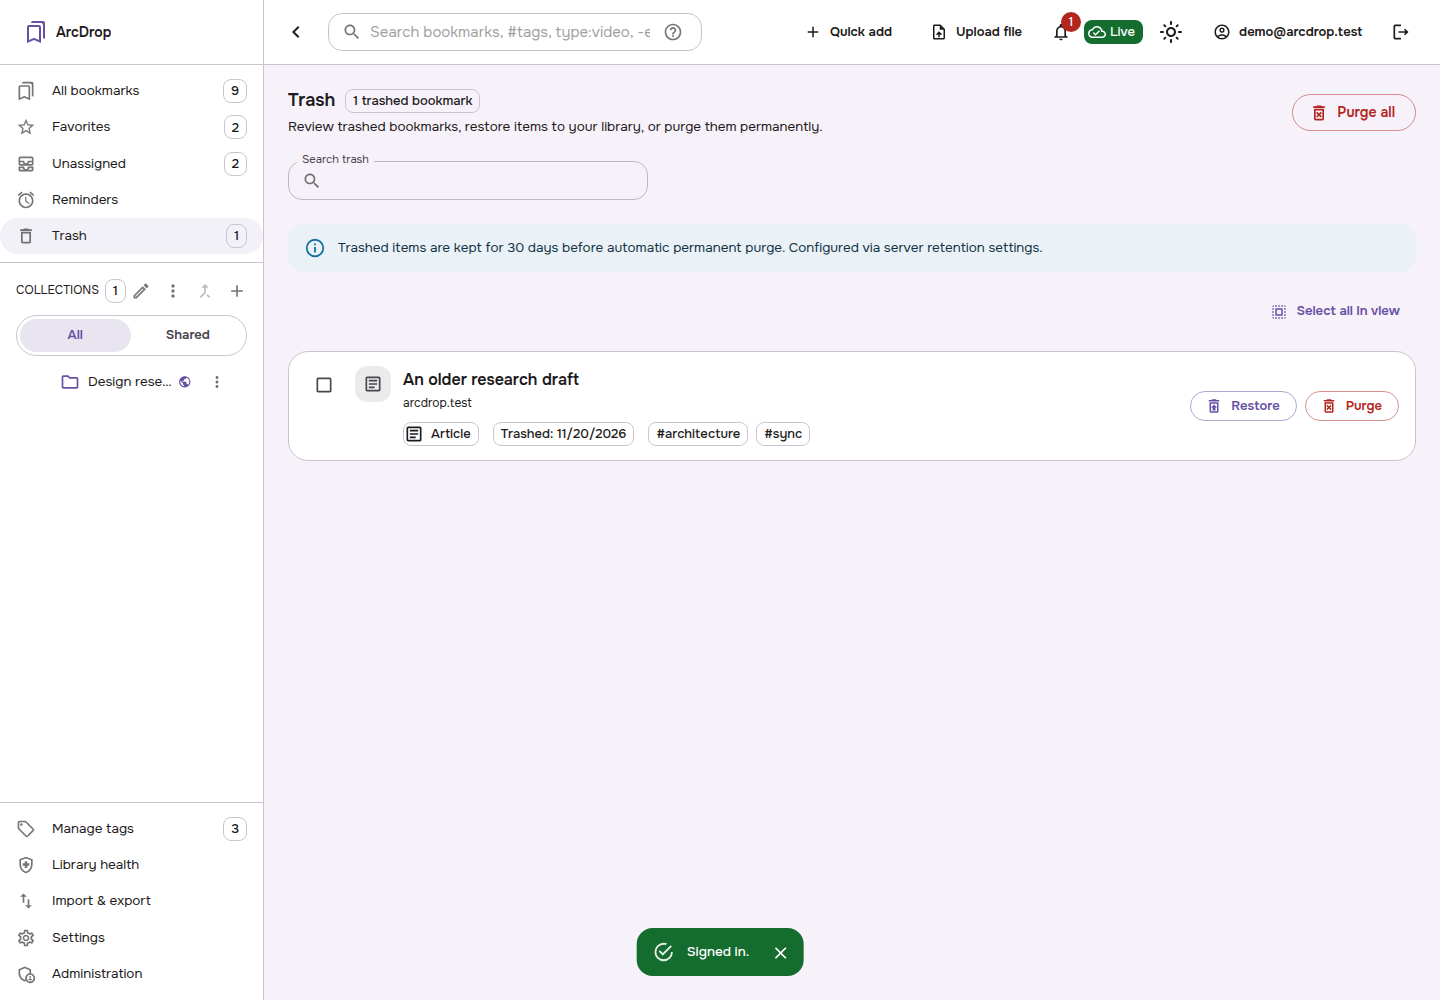 ArcDrop
Search bookmarks, #tags, type:video, -e
Quick add
Upload file
1
Live
demo@arcdrop.test
All bookmarks 9
Favorites 2
Unassigned 2
Reminders
Trash 1
COLLECTIONS 1
All Shared
Design rese...
Manage tags 3
Library health
Import & export
Settings
Administration
Trash 1 trashed bookmark
Review trashed bookmarks, restore items to your library, or purge them permanently.
Purge all
Search trash
Trashed items are kept for 30 days before automatic permanent purge. Configured via server retention settings.
Select all in view
An older research draft
arcdrop.test
Article Trashed: 11/20/2026 #architecture #sync
Restore Purge
Signed in.